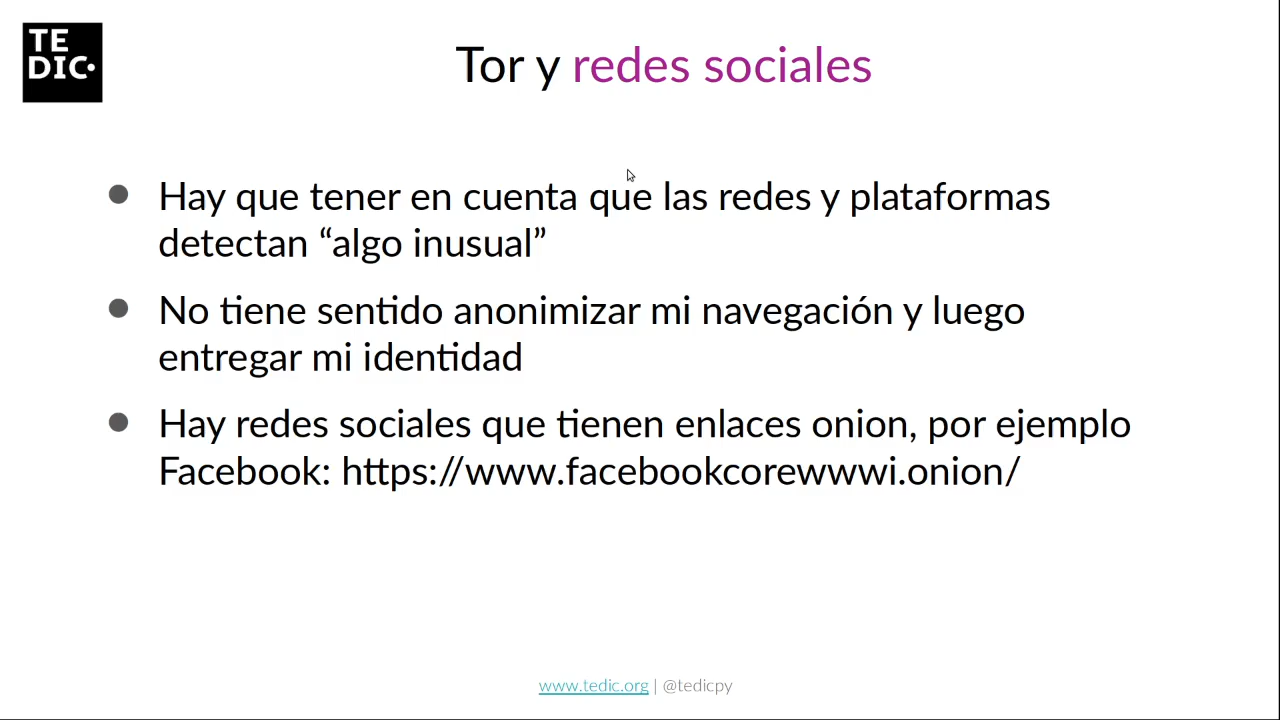 TE
DIC
Tor y redes sociales
Hay que tener en cuenta que las redes y plataformas
detectan “algo inusual”
No tiene sentido anonimizar mi navegación y luego
entregar mi identidad
Hay redes sociales que tienen enlaces onion, por ejemplo
Facebook: https://www.facebookcorewwwi.onion/
www.tedic.org | @tedicpy